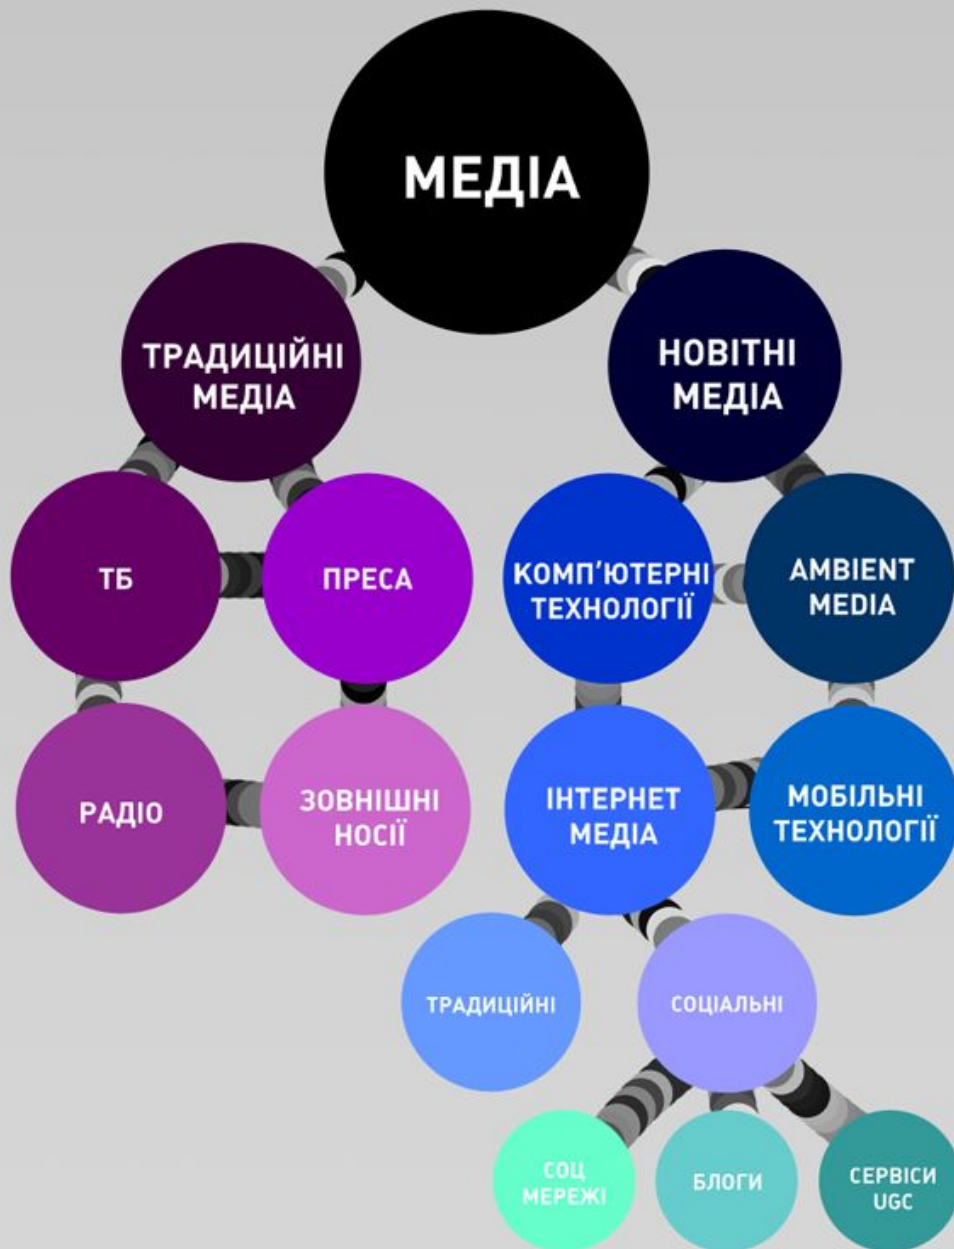 МЕДІА
ТРАДИЦІЙНІ
МЕДІА
НОВІТНІ
МЕДІА
ТБ
ПРЕСА
КОМП'ЮТЕРНІ
ТЕХНОЛОГІЇ
AMBIENT
MEDIA
РАДІО
ЗОВНІШНІ
НОСІЇ
ІНТЕРНЕТ
МЕДІА
МОБІЛЬНІ
ТЕХНОЛОГІЇ
ТРАДИЦІЙНІ
СОЦІАЛЬНІ
СОЦ
МЕРЕЖІ
БЛОГИ
СЕРВІСИ
UGC